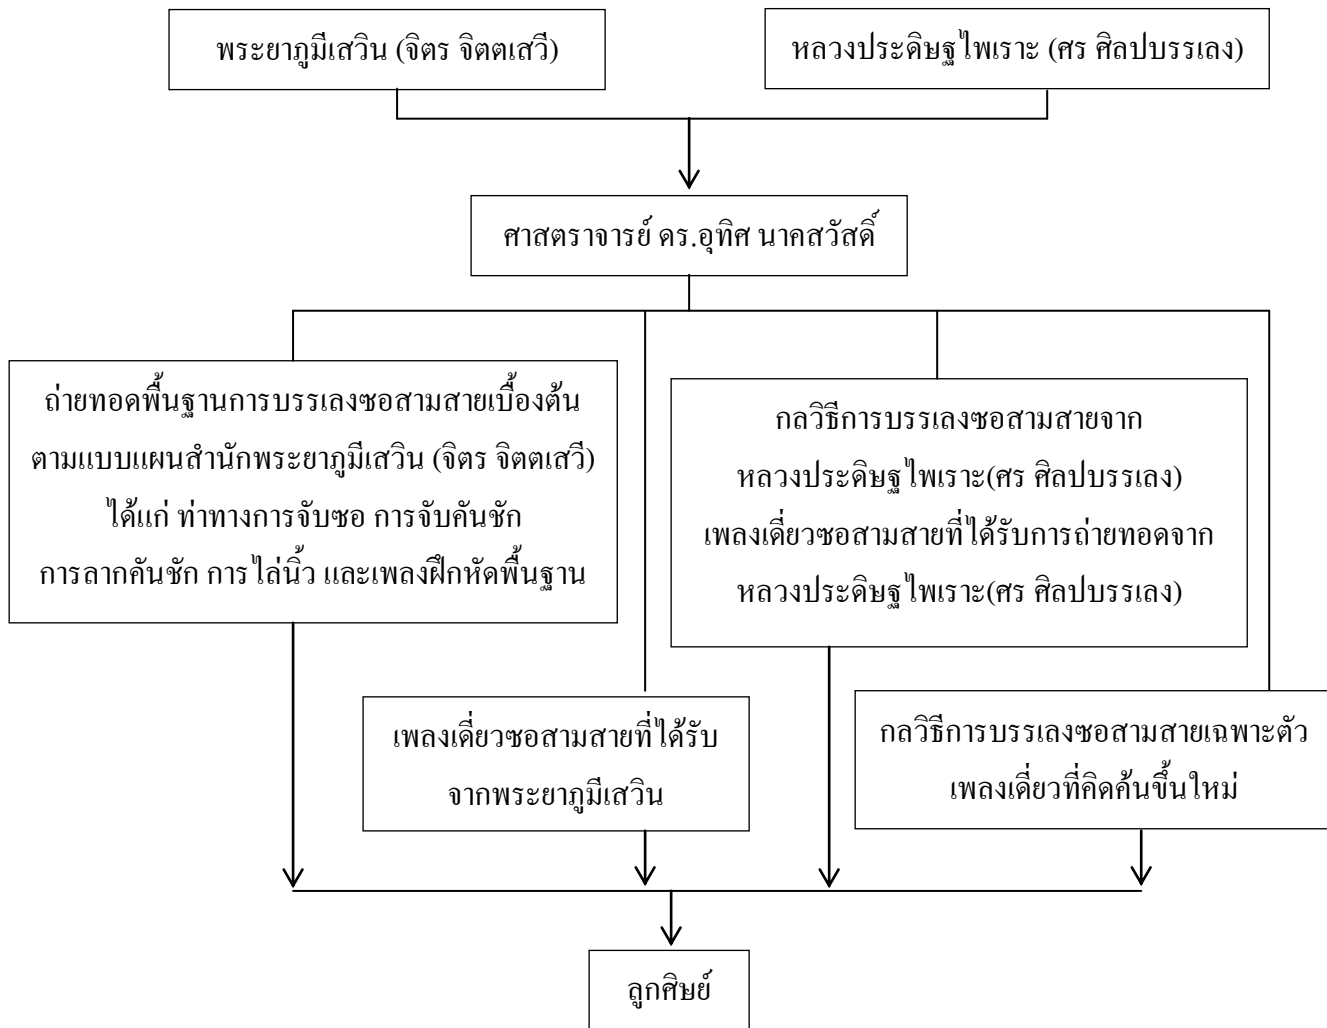 พระยาภูมีเสวิน (จิตร จิตตเสวี)
หลวงประดิษฐไพเราะ (ศร ศิลปบรรเลง)
ศาสตราจารย์ ดร.อุทิศ นาคสวัสดิ์
ถ่ายทอดพื้นฐานการบรรเลงซอสามสายเบื้องต้น
ตามแบบแผนสำนักพระยาภูมีเสวิน (จิตร จิตตเสวี)
ได้แก่ ท่าทางการจับซอ การจับคันชัก
การลากคันชัก การไล่นิ้ว และเพลงฝึกหัดพื้นฐาน
กลวิธีการบรรเลงซอสามสายจาก
หลวงประดิษฐไพเราะ(ศร ศิลปบรรเลง)
เพลงเดี่ยวซอสามสายที่ได้รับการถ่ายทอดจาก
หลวงประดิษฐไพเราะ(ศร ศิลปบรรเลง)
เพลงเดี่ยวซอสามสายที่ได้รับ
จากพระยาภูมีเสวิน
กลวิธีการบรรเลงซอสามสายเฉพาะตัว
เพลงเดี่ยวที่คิดค้นขึ้นใหม่
ลูกศิษย์